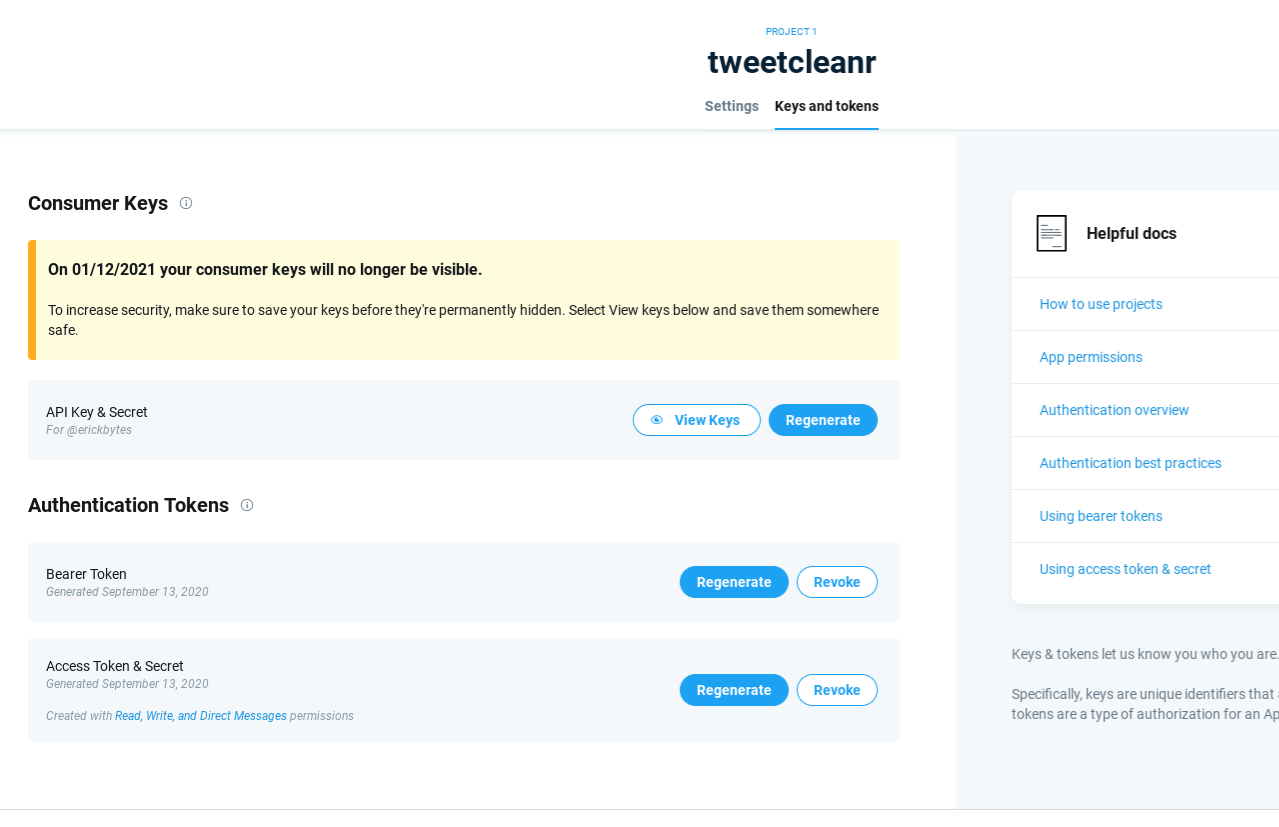 PROJECT 1
tweetcleanr
Settings
Keys and tokens
Consumer Keys
On 01/12/2021 your consumer keys will no longer be visible.
To increase security, make sure to save your keys before they're permanently hidden. Select View keys below and save them somewhere
safe.
API Key & Secret
For @erickbytes
View Keys
Regenerate
Authentication Tokens
Bearer Token
Generated September 13, 2020
Regenerate
Revoke
Access Token & Secret
Generated September 13, 2020
Created with Read, Write, and Direct Messages permissions
Regenerate
Revoke
Helpful docs
How to use projects
App permissions
Authentication overview
Authentication best practices
Using bearer tokens
Using access token & secret
Keys & tokens let us know you who you are.
Specifically, keys are unique identifiers that
tokens are a type of authorization for an